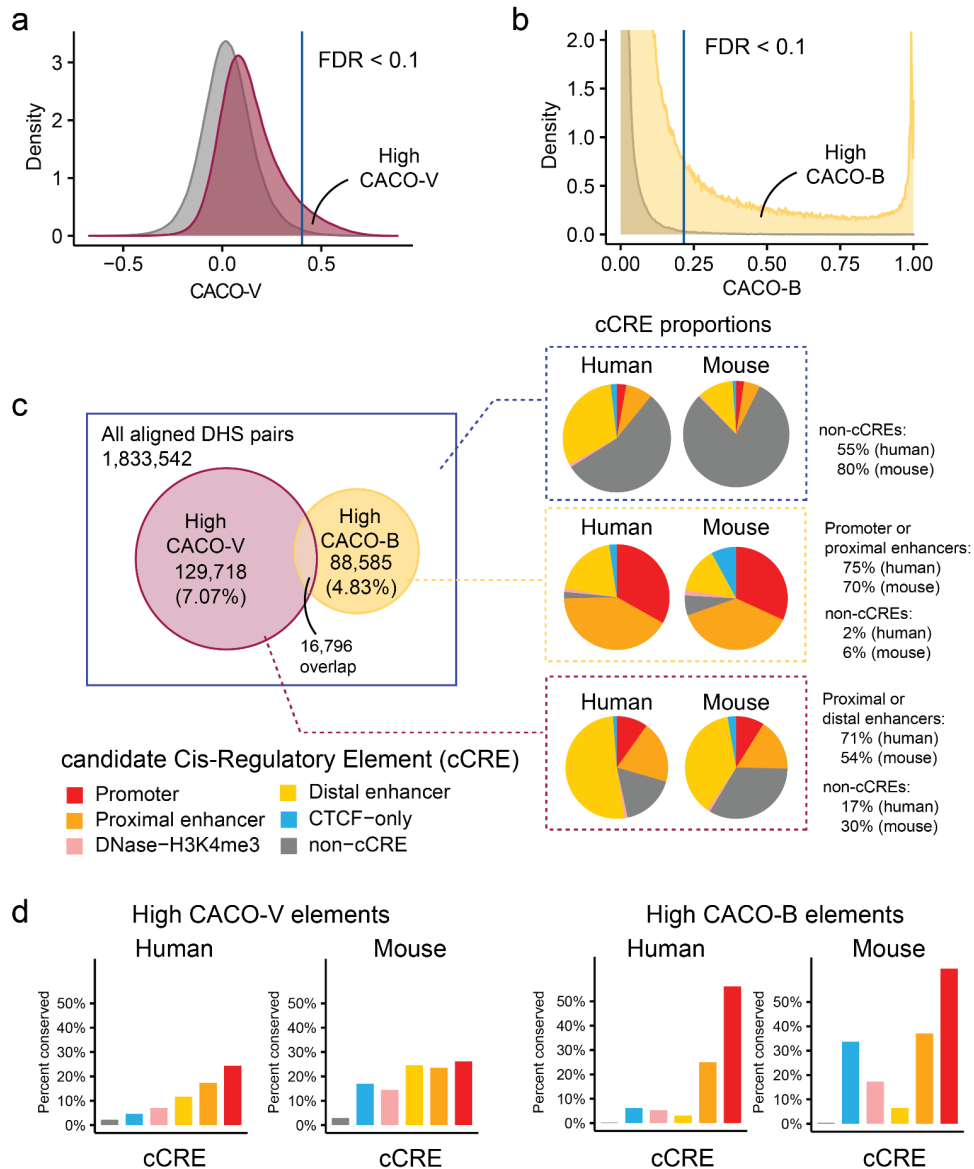 a
3
2
1
0
Density
−0.5
0.0
0.5
CACO-V
FDR < 0.1
High
CACO-V
b
2.0
1.5
1.0
0.5
0.0
Density
0.00
0.25
0.50
0.75
1.00
CACO-B
FDR < 0.1
High
CACO-B
c
All aligned DHS pairs
1,833,542
High
CACO-V
129,718
(7.07%)
High
CACO-B
88,585
(4.83%)
16,796
overlap
cCRE proportions
Human
Mouse
non-cCREs:
55% (human)
80% (mouse)
Human
Mouse
Promoter or
proximal enhancers:
75% (human)
70% (mouse)
non-cCREs:
2% (human)
6% (mouse)
Human
Mouse
Proximal or
distal enhancers:
71% (human)
54% (mouse)
non-cCREs:
17% (human)
30% (mouse)
candidate Cis-Regulatory Element (cCRE)
Promoter
Proximal enhancer
DNase−H3K4me3
Distal enhancer
CTCF−only
non−cCRE
d
High CACO-V elements
Human
Percent conserved
50%
40%
30%
20%
10%
0%
cCRE
Mouse
Percent conserved
50%
40%
30%
20%
10%
0%
cCRE
High CACO-B elements
Human
Percent conserved
50%
40%
30%
20%
10%
0%
cCRE
Mouse
Percent conserved
50%
40%
30%
20%
10%
0%
cCRE